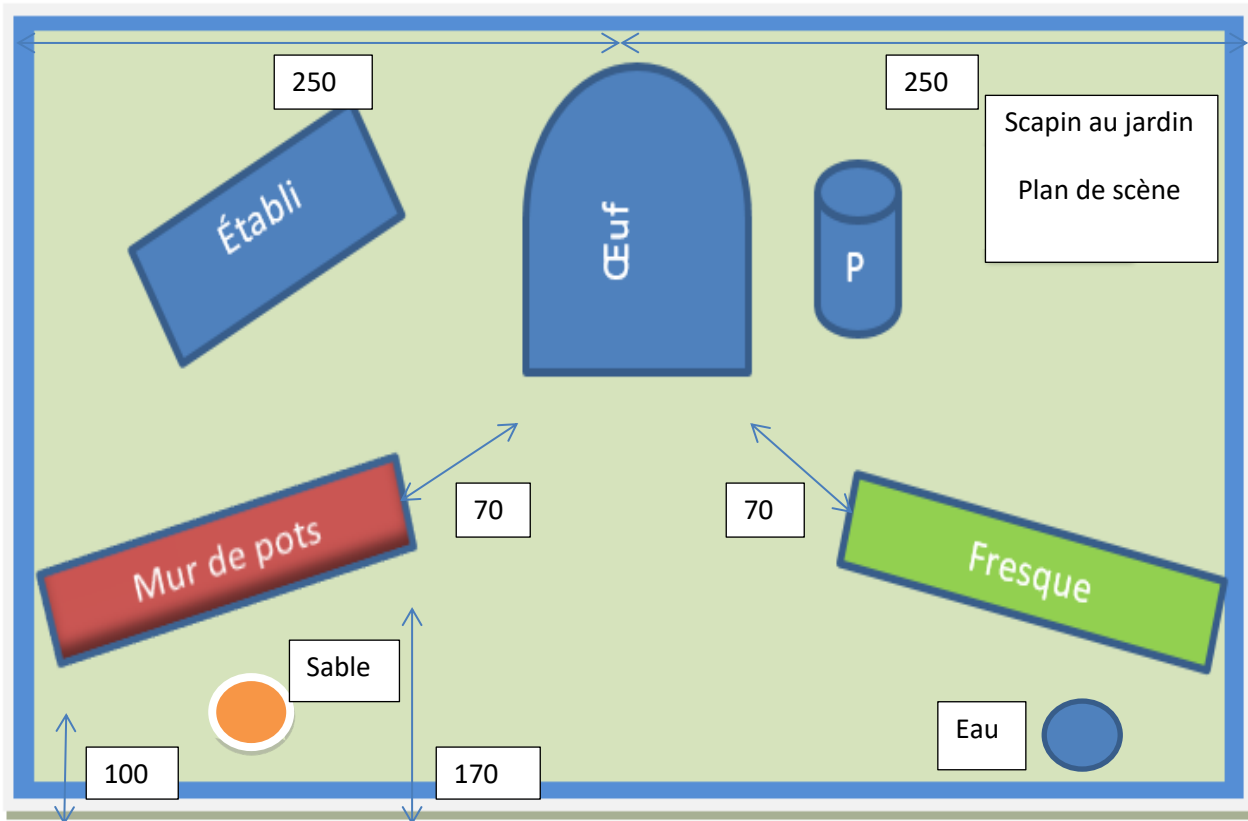 250
250
Scapin au jardin
Plan de scène
Établi
Œuf
P
70
70
Mur de pots
Fresque
Sable
Eau
100
170